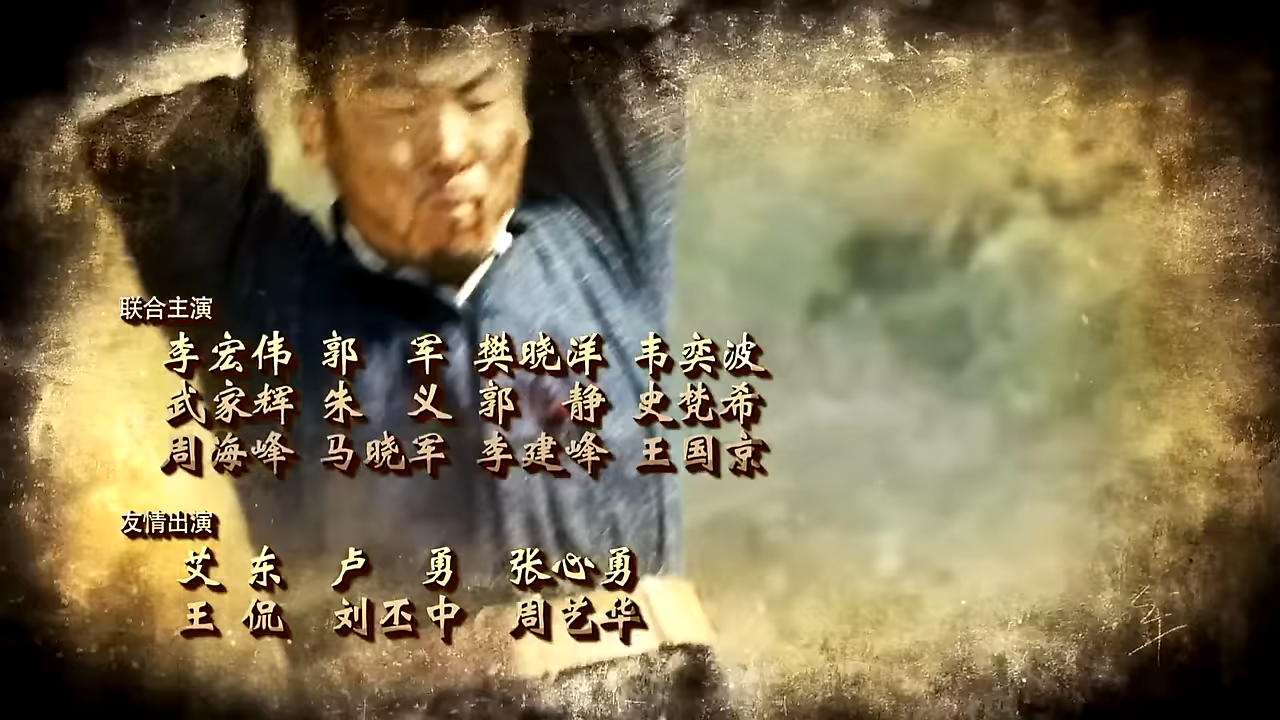 联合主演
李宏伟 郭 军 樊晓洋 韦奕波
武家辉 朱 义 郭 静 史梵希
周海峰 马晓军 李建峰 王国京
友情出演
艾 东 卢 勇 张心勇
王 侃 刘丕中 周艺华